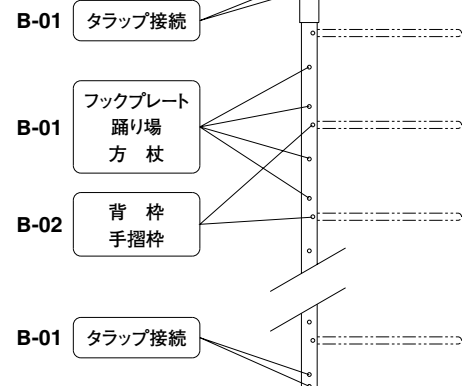 B-01 タラップ接続
フックプレート
B-01 踊り場
方 杖
背 枠
B-02
手摺枠
B-01 タラップ接続